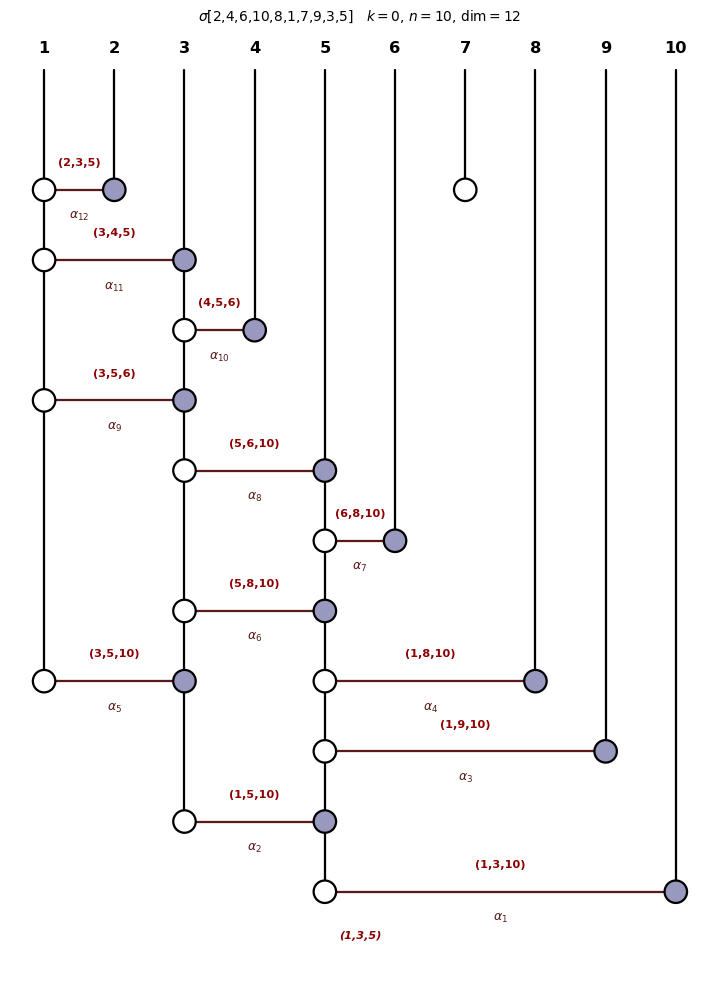 σ[2,4,6,10,8,1,7,9,3,5]   k = 0, n = 10, dim = 12
1 2 3 4 5 6 7 8 9 10
(2,3,5)
α₁₂
(3,4,5)
α₁₁
(4,5,6)
α₁₀
(3,5,6)
α₉
(5,6,10)
α₈
(6,8,10)
α₇
(5,8,10)
α₆
(3,5,10) (1,8,10)
α₅ α₄
(1,9,10)
α₃
(1,5,10)
α₂
(1,3,10)
α₁
(1,3,5)